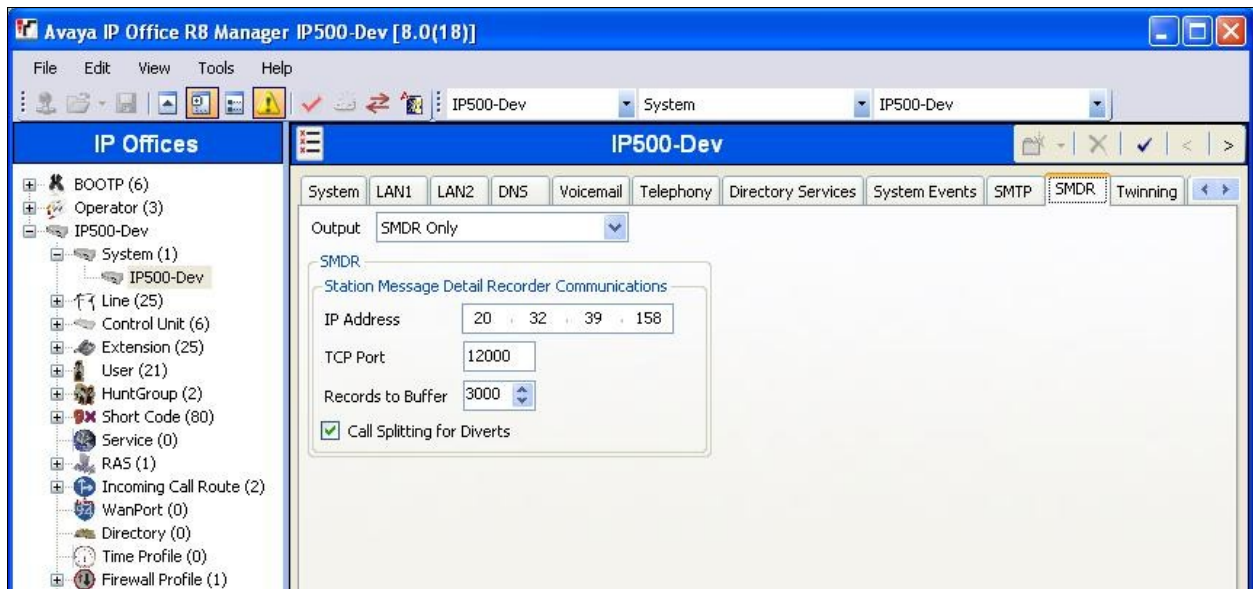 Avaya IP Office R8 Manager IP500-Dev [8.0(18)]
File Edit View Tools Help
IP500-Dev System IP500-Dev
IP Offices
BOOTP (6)
Operator (3)
IP500-Dev
System (1)
IP500-Dev
Line (25)
Control Unit (6)
Extension (25)
User (21)
HuntGroup (2)
Short Code (80)
Service (0)
RAS (1)
Incoming Call Route (2)
WanPort (0)
Directory (0)
Time Profile (0)
Firewall Profile (1)
IP500-Dev
System LAN1 LAN2 DNS Voicemail Telephony Directory Services System Events SMTP SMDR Twinning
Output SMDR Only
SMDR
Station Message Detail Recorder Communications
IP Address 20 . 32 . 39 . 158
TCP Port 12000
Records to Buffer 3000
Call Splitting for Diverts